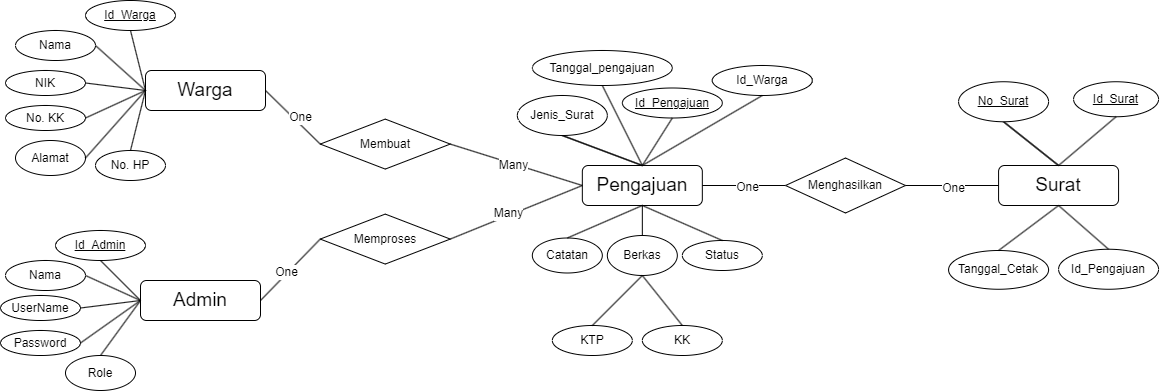 Id_Warga
Nama
NIK
No. KK
Alamat
No. HP
Warga
One
Membuat
Many
Id_Admin
Nama
UserName
Password
Role
Admin
One
Memproses
Many
Tanggal_pengajuan
Id_Warga
Jenis_Surat
Id_Pengajuan
Pengajuan
Catatan
Berkas
Status
KTP
KK
One
Menghasilkan
One
No_Surat
Id_Surat
Surat
Tanggal_Cetak
Id_Pengajuan